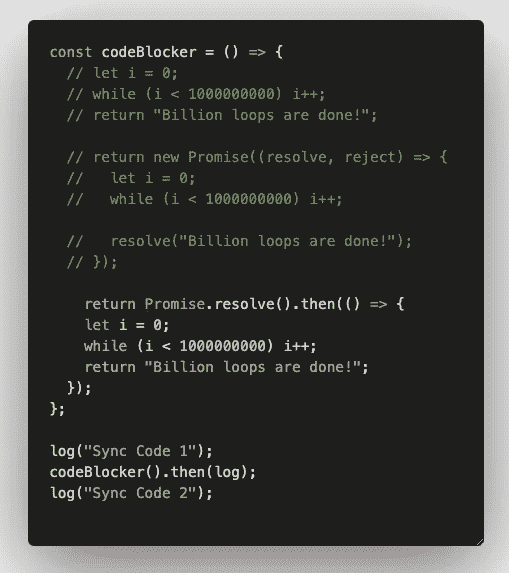 const codeBlocker = () => {
  // let i = 0;
  // while (i < 1000000000) i++;
  // return "Billion loops are done!";

  // return new Promise((resolve, reject) => {
  //   let i = 0;
  //   while (i < 1000000000) i++;

  //   resolve("Billion loops are done!");
  // });

    return Promise.resolve().then(() => {
    let i = 0;
    while (i < 1000000000) i++;
    return "Billion loops are done!";
  });
};

log("Sync Code 1");
codeBlocker().then(log);
log("Sync Code 2");